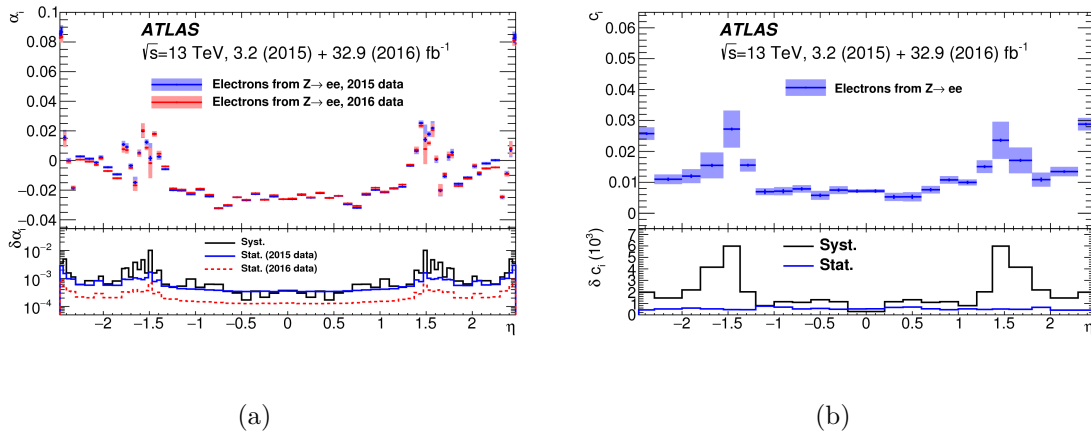 αᵢ
0.1
0.08
0.06
0.04
0.02
0
−0.02
−0.04
ATLAS
√s=13 TeV, 3.2 (2015) + 32.9 (2016) fb⁻¹
Electrons from Z→ ee, 2015 data
Electrons from Z→ ee, 2016 data
δαᵢ
10⁻²
10⁻³
10⁻⁴
Syst.
Stat. (2015 data)
Stat. (2016 data)
−2 −1.5 −1 −0.5 0 0.5 1 1.5 2 η
(a)
cᵢ
0.06
0.05
0.04
0.03
0.02
0.01
0
ATLAS
√s=13 TeV, 3.2 (2015) + 32.9 (2016) fb⁻¹
Electrons from Z→ ee
δ cᵢ (10³)
7
6
5
4
3
2
1
0
Syst.
Stat.
−2 −1.5 −1 −0.5 0 0.5 1 1.5 2
(b)